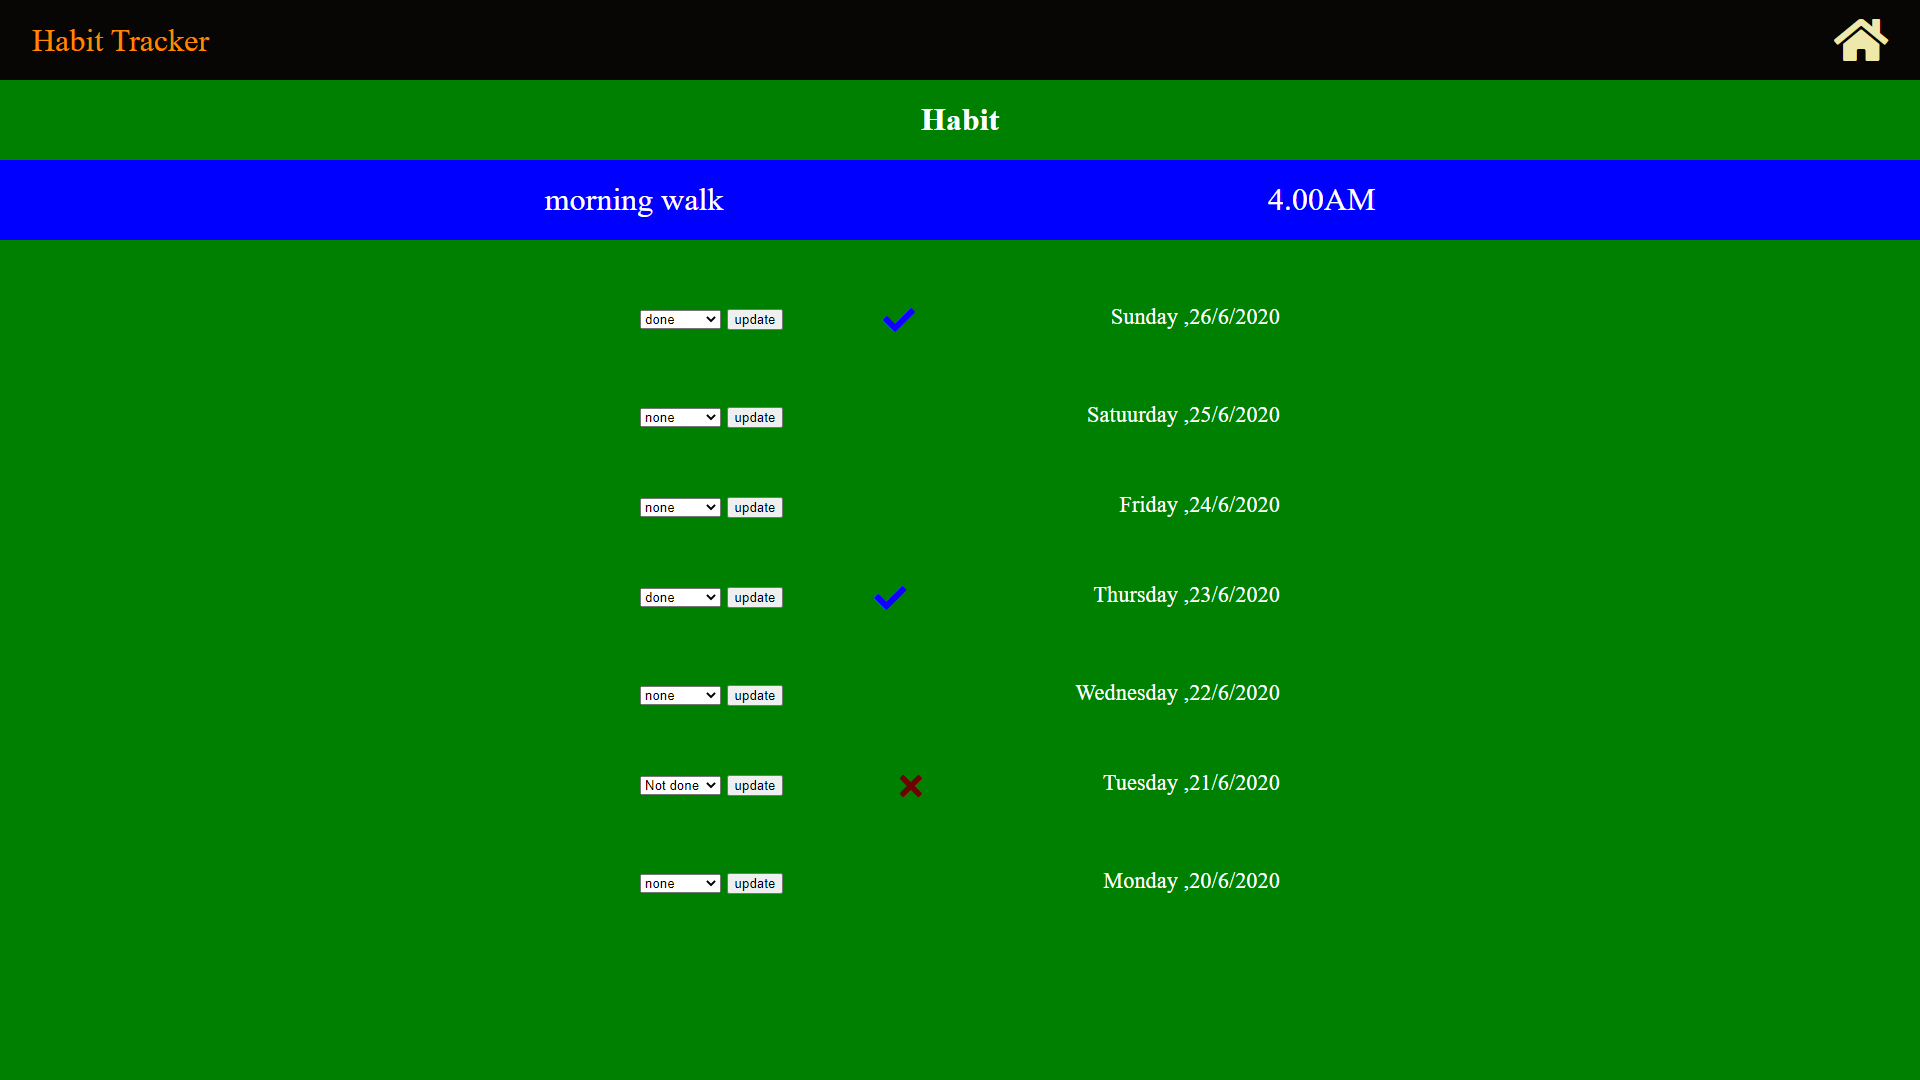 Habit Tracker
Habit
morning walk 4.00AM
done update Sunday ,26/6/2020
none update Satuurday ,25/6/2020
none update Friday ,24/6/2020
done update Thursday ,23/6/2020
none update Wednesday ,22/6/2020
Not done update Tuesday ,21/6/2020
none update Monday ,20/6/2020